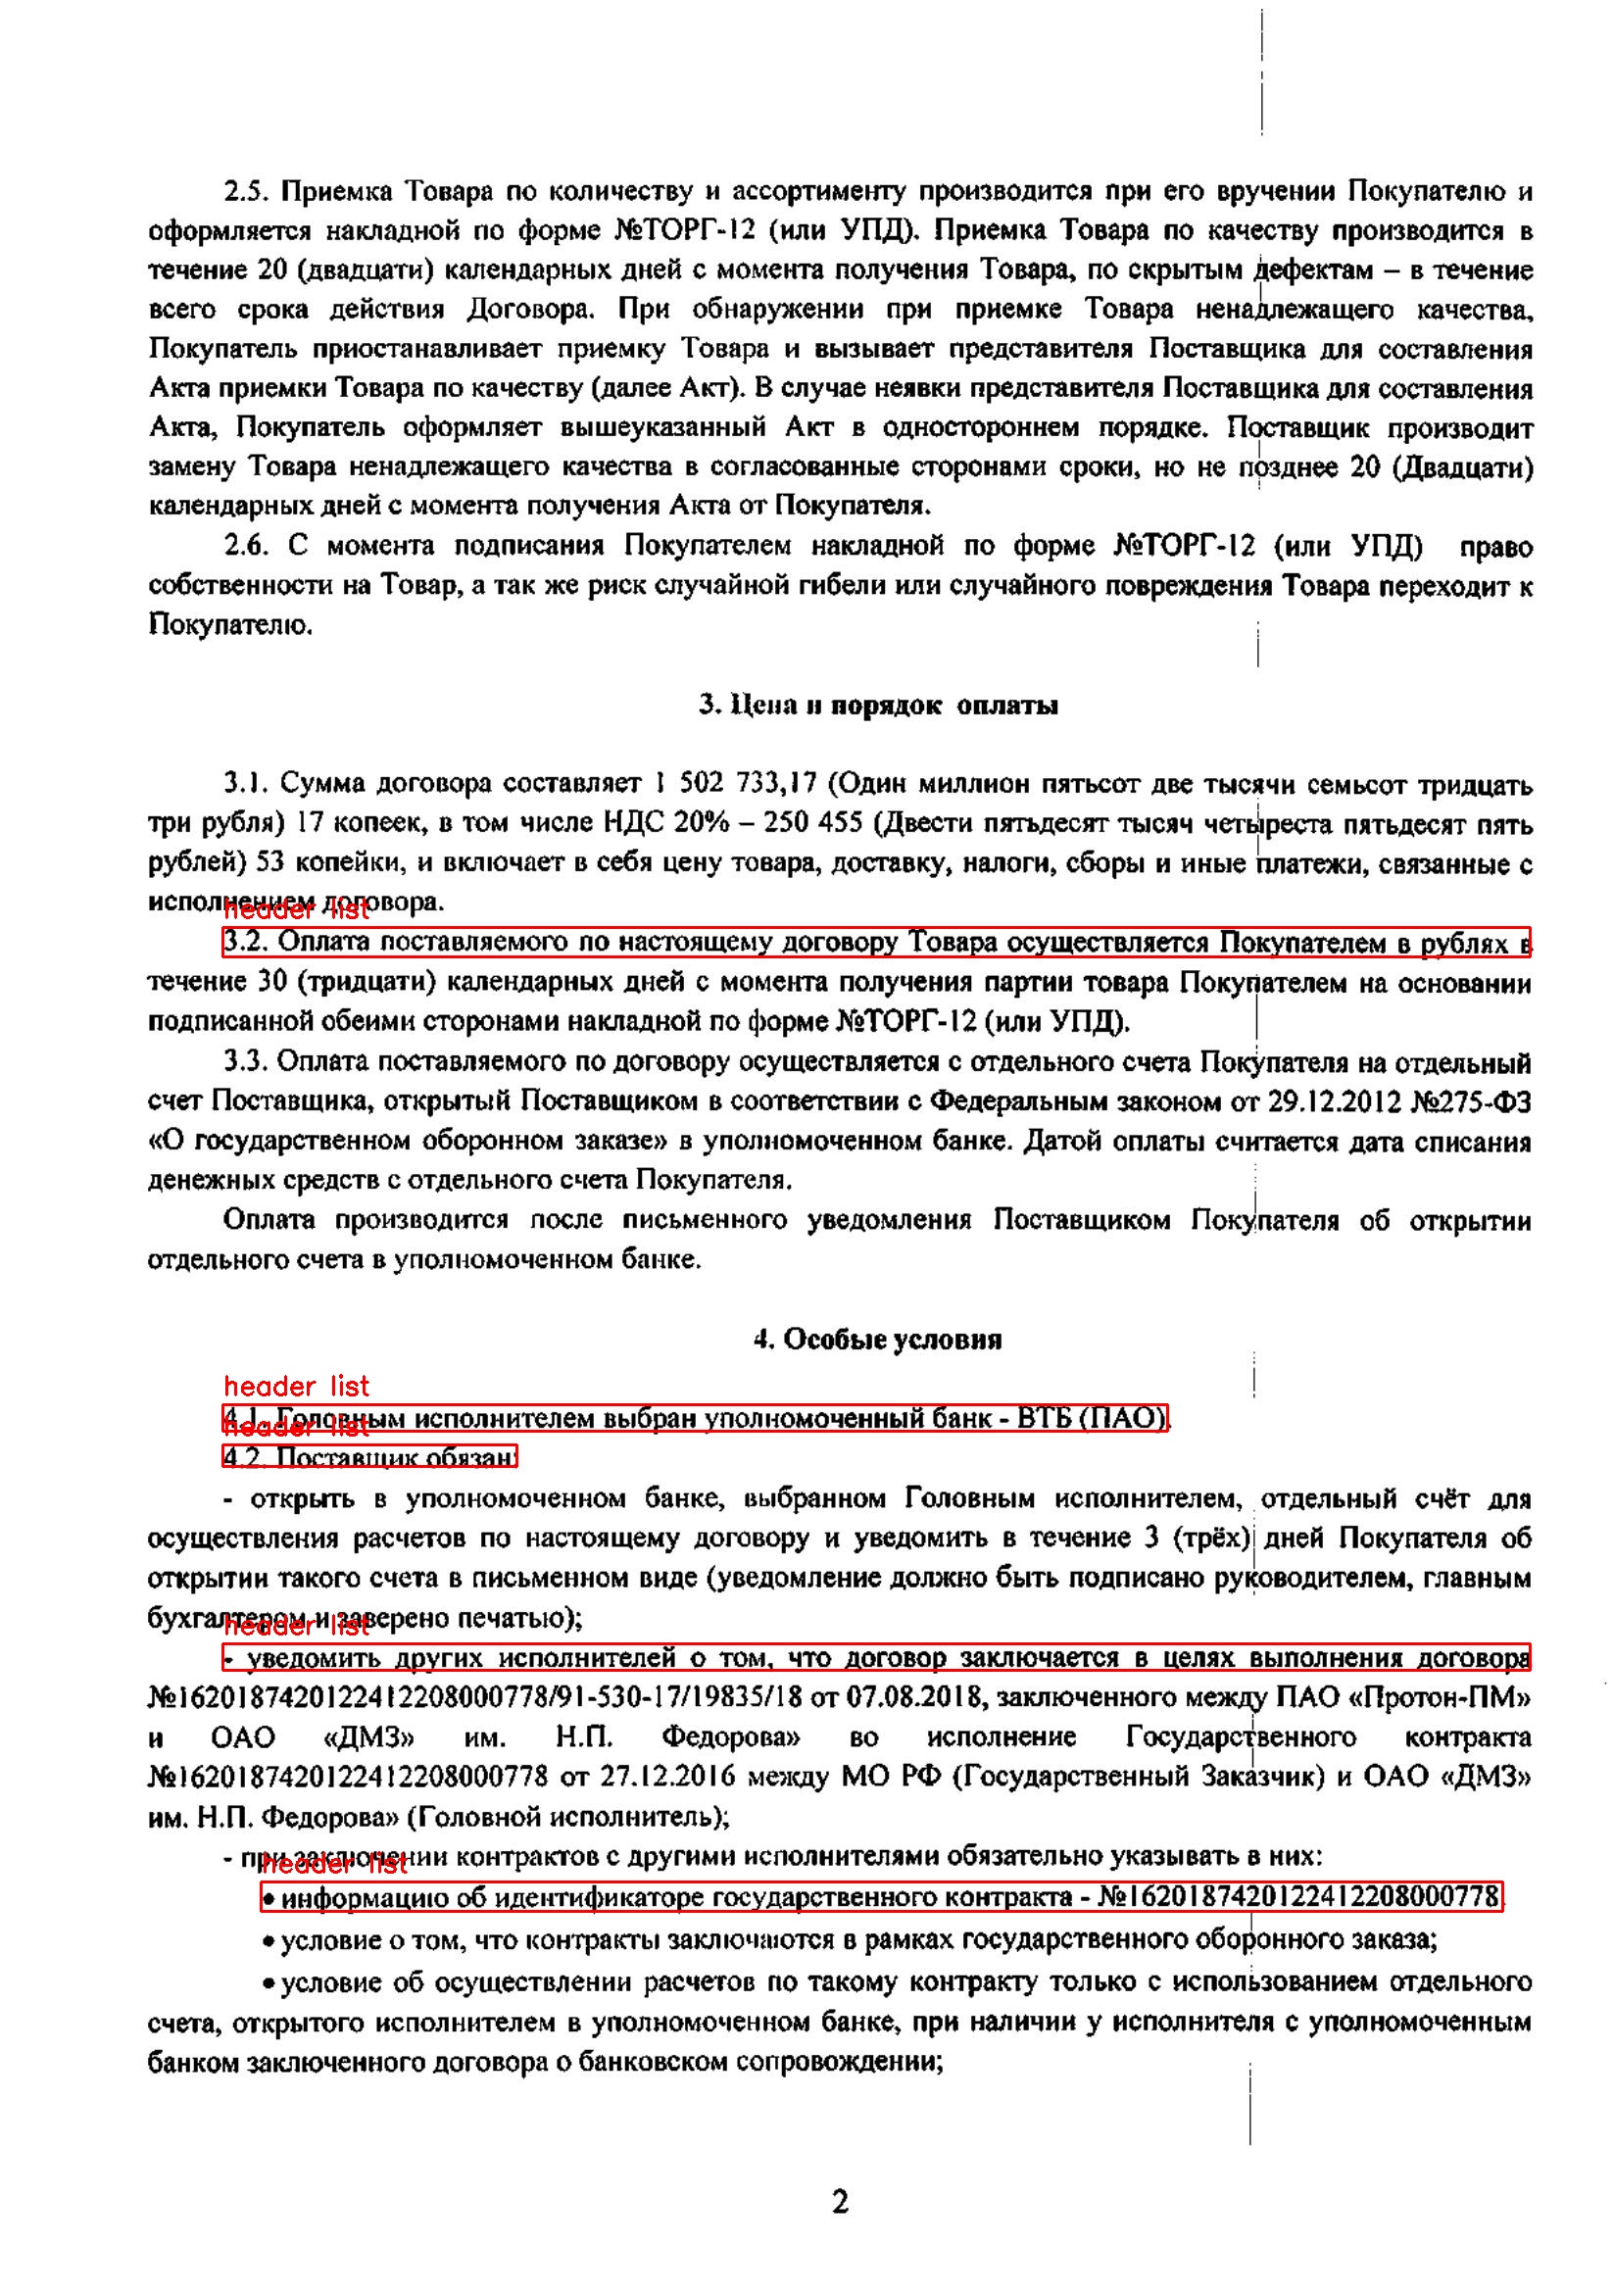 2.5. Приемка Товара по количеству и ассортименту производится при его вручении Покупателю и
оформляется накладной по форме №ТОРГ-12 (или УПД). Приемка Товара по качеству производится в
течение 20 (двадцати) календарных дней с момента получения Товара, по скрытым дефектам – в течение
всего срока действия Договора. При обнаружении при приемке Товара ненадлежащего качества,
Покупатель приостанавливает приемку Товара и вызывает представителя Поставщика для составления
Акта приемки Товара по качеству (далее Акт). В случае неявки представителя Поставщика для составления
Акта, Покупатель оформляет вышеуказанный Акт в одностороннем порядке. Поставщик производит
замену Товара ненадлежащего качества в согласованные сторонами сроки, но не позднее 20 (Двадцати)
календарных дней с момента получения Акта от Покупателя.
2.6. С момента подписания Покупателем накладной по форме №ТОРГ-12 (или УПД) право
собственности на Товар, а так же риск случайной гибели или случайного повреждения Товара переходит к
Покупателю.
3. Цена и порядок оплаты
3.1. Сумма договора составляет 1 502 733,17 (Один миллион пятьсот две тысячи семьсот тридцать
три рубля) 17 копеек, в том числе НДС 20% – 250 455 (Двести пятьдесят тысяч четыреста пятьдесят пять
рублей) 53 копейки, и включает в себя цену товара, доставку, налоги, сборы и иные платежи, связанные с
исполнением договора.
header list
3.2. Оплата поставляемого по настоящему договору Товара осуществляется Покупателем в рублях в
течение 30 (тридцати) календарных дней с момента получения партии товара Покупателем на основании
подписанной обеими сторонами накладной по форме №ТОРГ-12 (или УПД).
3.3. Оплата поставляемого по договору осуществляется с отдельного счета Покупателя на отдельный
счет Поставщика, открытый Поставщиком в соответствии с Федеральным законом от 29.12.2012 №275-ФЗ
«О государственном оборонном заказе» в уполномоченном банке. Датой оплаты считается дата списания
денежных средств с отдельного счета Покупателя.
Оплата производится после письменного уведомления Поставщиком Покупателя об открытии
отдельного счета в уполномоченном банке.
4. Особые условия
header list
4.1. Головным исполнителем выбран уполномоченный банк - ВТБ (ПАО).
header list
4.2. Поставщик обязан:
- открыть в уполномоченном банке, выбранном Головным исполнителем, отдельный счёт для
осуществления расчетов по настоящему договору и уведомить в течение 3 (трёх) дней Покупателя об
открытии такого счета в письменном виде (уведомление должно быть подписано руководителем, главным
бухгалтером и заверено печатью);
header list
- уведомить других исполнителей о том, что договор заключается в целях выполнения договора
№1620187420122412208000778/91-530-17/19835/18 от 07.08.2018, заключенного между ПАО «Протон-ПМ»
и ОАО «ДМЗ» им. Н.П. Федорова» во исполнение Государственного контракта
№1620187420122412208000778 от 27.12.2016 между МО РФ (Государственный Заказчик) и ОАО «ДМЗ»
им. Н.П. Федорова» (Головной исполнитель);
- при заключении контрактов с другими исполнителями обязательно указывать в них:
header list
• информацию об идентификаторе государственного контракта - №1620187420122412208000778
• условие о том, что контракты заключаются в рамках государственного оборонного заказа;
• условие об осуществлении расчетов по такому контракту только с использованием отдельного
счета, открытого исполнителем в уполномоченном банке, при наличии у исполнителя с уполномоченным
банком заключенного договора о банковском сопровождении;
2